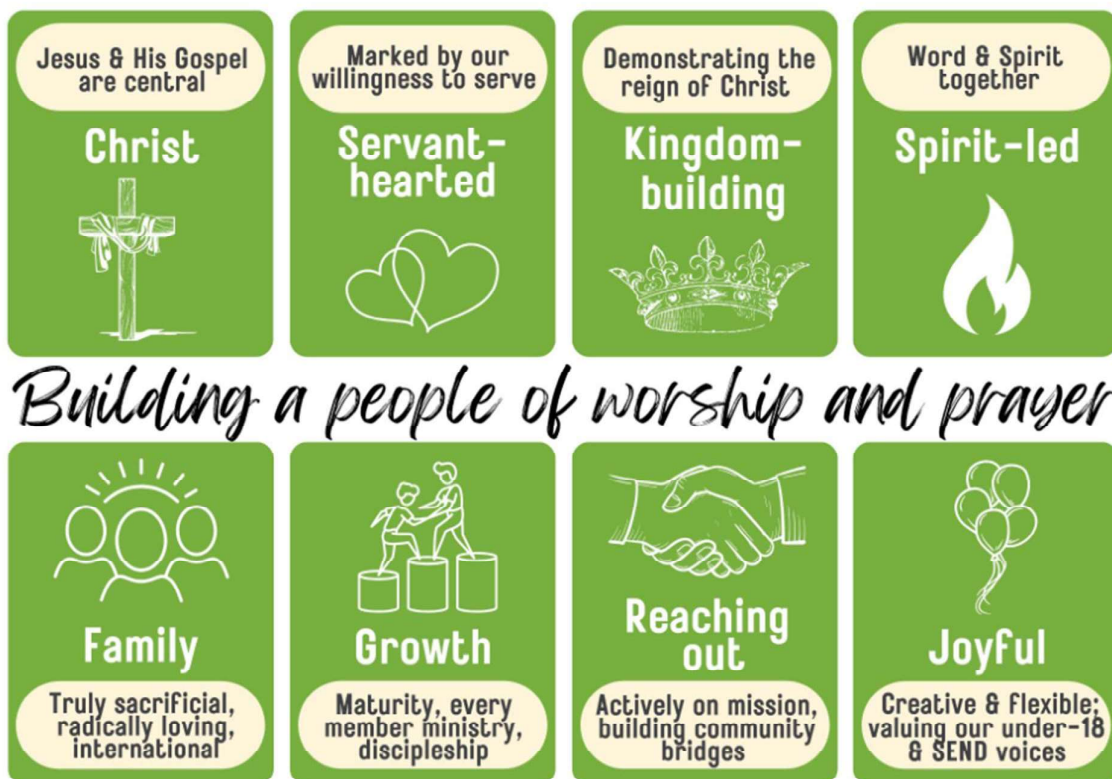 Jesus & His Gospel
are central
Christ
Marked by our
willingness to serve
Servant-
hearted
Demonstrating the
reign of Christ
Kingdom-
building
Word & Spirit
together
Spirit-led
Building a people of worship and prayer
Family
Truly sacrificial,
radically loving,
international
Growth
Maturity, every
member ministry,
discipleship
Reaching
out
Actively on mission,
building community
bridges
Joyful
Creative & flexible;
valuing our under-18
& SEND voices